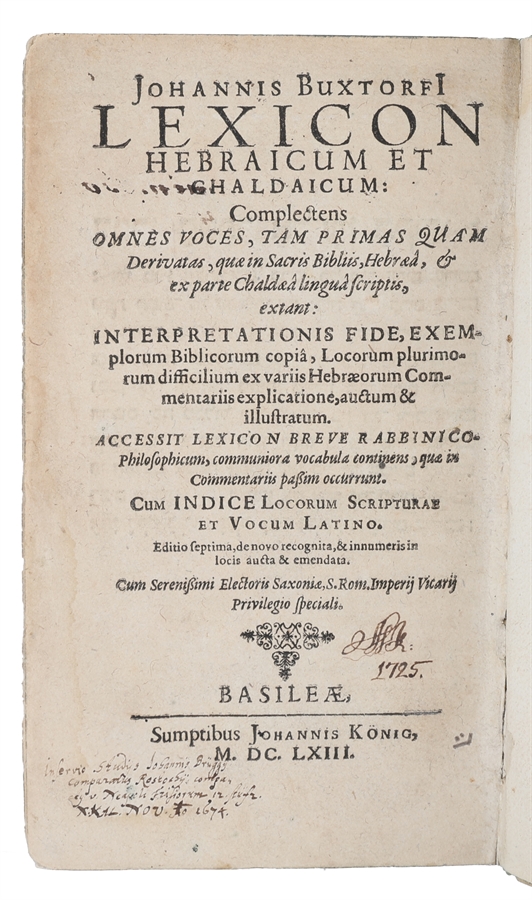 JOHANNIS BUXTORFI
LEXICON
HEBRAICUM ET
CHALDAICUM:
Complectens
OMNES VOCES, TAM PRIMAS QUAM
Derivatas, quæ in Sacris Bibliis, Hebræâ, &
ex parte Chaldæâ linguâ scriptis,
extant:
INTERPRETATIONIS FIDE, EXEM-
plorum Biblicorum copiâ, Locorum plurimo-
rum difficilium ex variis Hebræorum Com-
mentariis explicatione, auctum &
illustratum.
ACCESSIT LEXICON BREVE RABBINICO-
Philosophicum, communiora vocabula continens, quæ in
Commentariis paßim occurrunt.
CUM INDICE LOCORUM SCRIPTURAE
ET VOCUM LATINO.
Editio septima, de novo recognita, & innumeris in
locis aucta & emendata.
Cum Serenißimi Electoris Saxoniæ, S. Rom. Imperij Vicarij
Privilegio speciali.
1725.
BASILEÆ,
Sumptibus JOHANNIS KÖNIG,
M. DC. LXIII.
Studiis Johannis
comparatus
12
NOV. 1674.